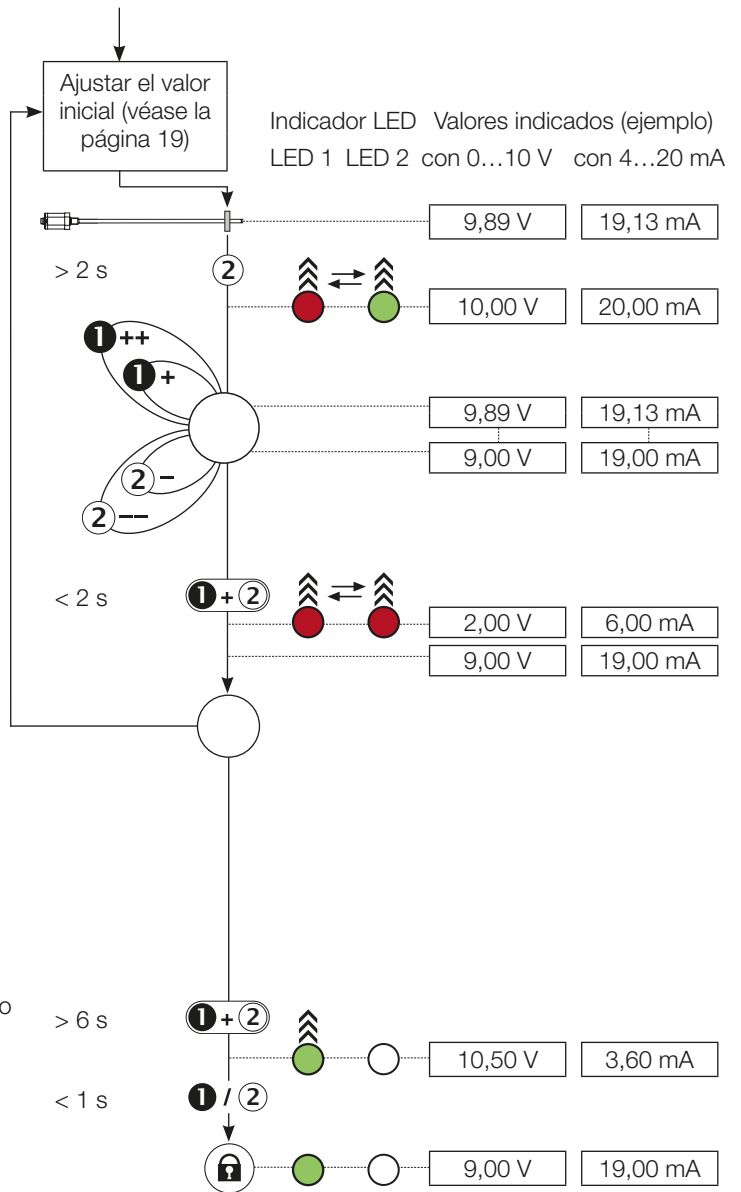 Ajustar el valor
inicial (véase la
página 19)
Indicador LED Valores indicados (ejemplo)
LED 1 LED 2 con 0...10 V con 4...20 mA
9,89 V 19,13 mA
> 2 s 2
10,00 V 20,00 mA
1 ++
1 +
9,89 V 19,13 mA
9,00 V 19,00 mA
2 −
2 −−
< 2 s 1 + 2
2,00 V 6,00 mA
9,00 V 19,00 mA
o > 6 s 1 + 2
10,50 V 3,60 mA
< 1 s 1 / 2
9,00 V 19,00 mA